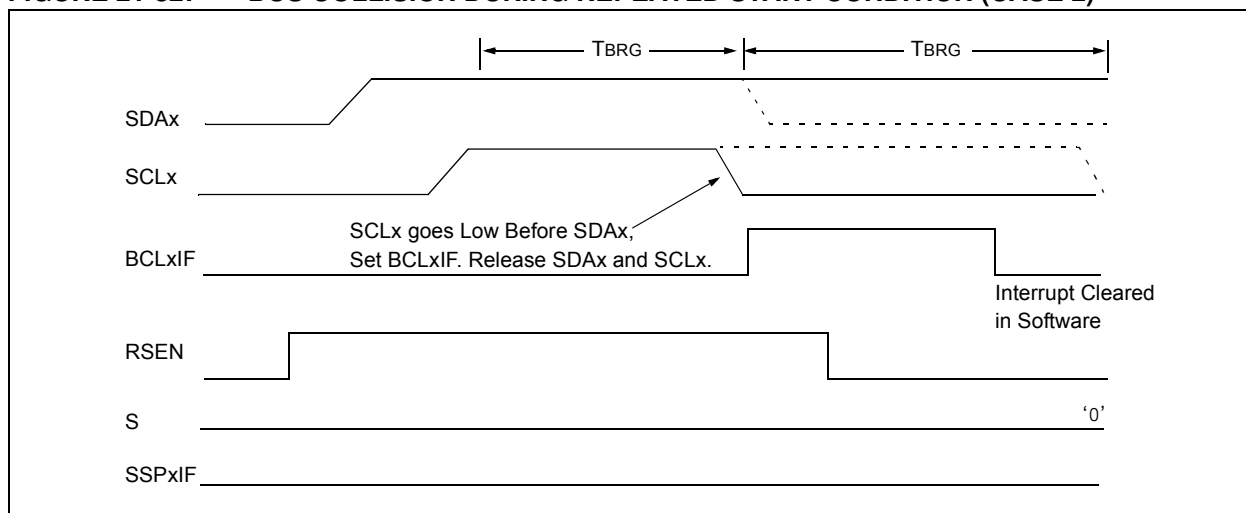 TBRG TBRG
SDAx
SCLx
SCLx goes Low Before SDAx,
Set BCLxIF. Release SDAx and SCLx.
BCLxIF
Interrupt Cleared
in Software
RSEN
S
‘0’
SSPxIF